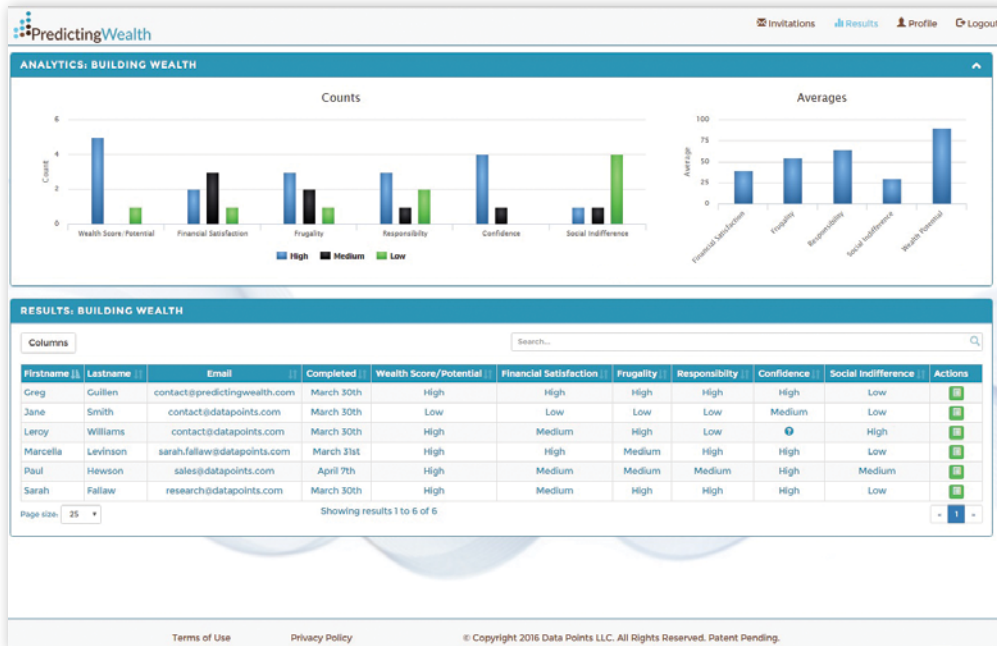 PredictingWealth
Invitations Results Profile Logout
ANALYTICS: BUILDING WEALTH
Counts
6
4
2
0
Count
Wealth Score/Potential Financial Satisfaction Frugality Responsibilty Confidence Social Indifference
High Medium Low
Averages
100
75
50
25
0
Average
Financial Satisfaction Frugality Responsibility Social Indifference Wealth Potential
RESULTS: BUILDING WEALTH
Columns Search...
Firstname Lastname Email Completed Wealth Score/Potential Financial Satisfaction Frugality Responsibilty Confidence Social Indifference Actions
Greg Guillen contact@predictingwealth.com March 30th High High High High High Low
Jane Smith contact@datapoints.com March 30th Low Low Low Low Medium Low
Leroy Williams contact@datapoints.com March 30th High Medium High Low ? High
Marcella Levinson sarah.fallaw@datapoints.com March 31st High High Medium High High Low
Paul Hewson sales@datapoints.com April 7th High Medium Medium Medium High Medium
Sarah Fallaw research@datapoints.com March 30th High Medium High High High Low
Page size: 25 Showing results 1 to 6 of 6 « 1 »
Terms of Use Privacy Policy © Copyright 2016 Data Points LLC. All Rights Reserved. Patent Pending.